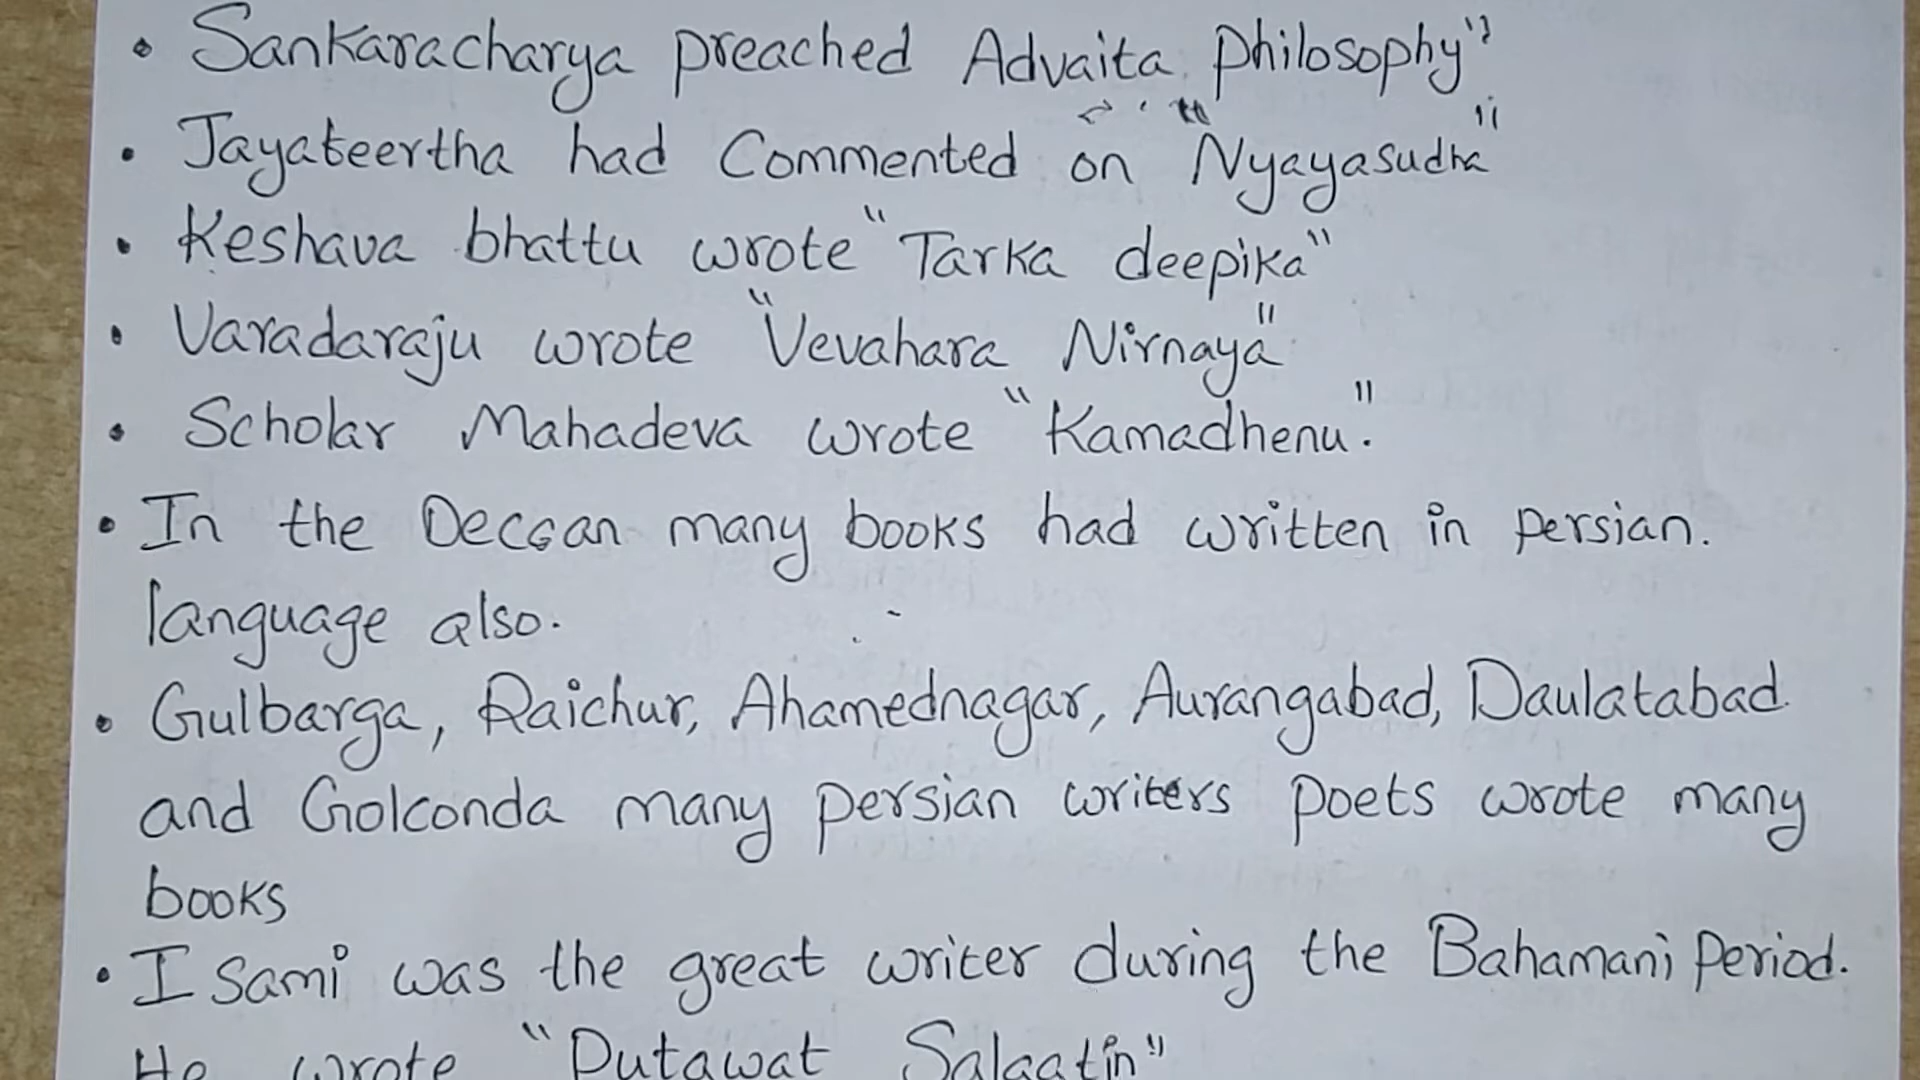 • Sankaracharya preached Advaita Philosophy"
• Jayateertha had Commented on "Nyayasudha"
• Keshava bhattu wrote "Tarka deepika"
• Varadaraju wrote "Vevahara Nirnaya"
• Scholar Mahadeva wrote "Kamadhenu."
• In the Deccan many books had written in persian.
language also.
• Gulbarga, Raichur, Ahamednagar, Aurangabad, Daulatabad
and Golconda many persian writers poets wrote many
books
• I Sami was the great writer during the Bahamani Period.
He wrote "Putawat Salaatin"